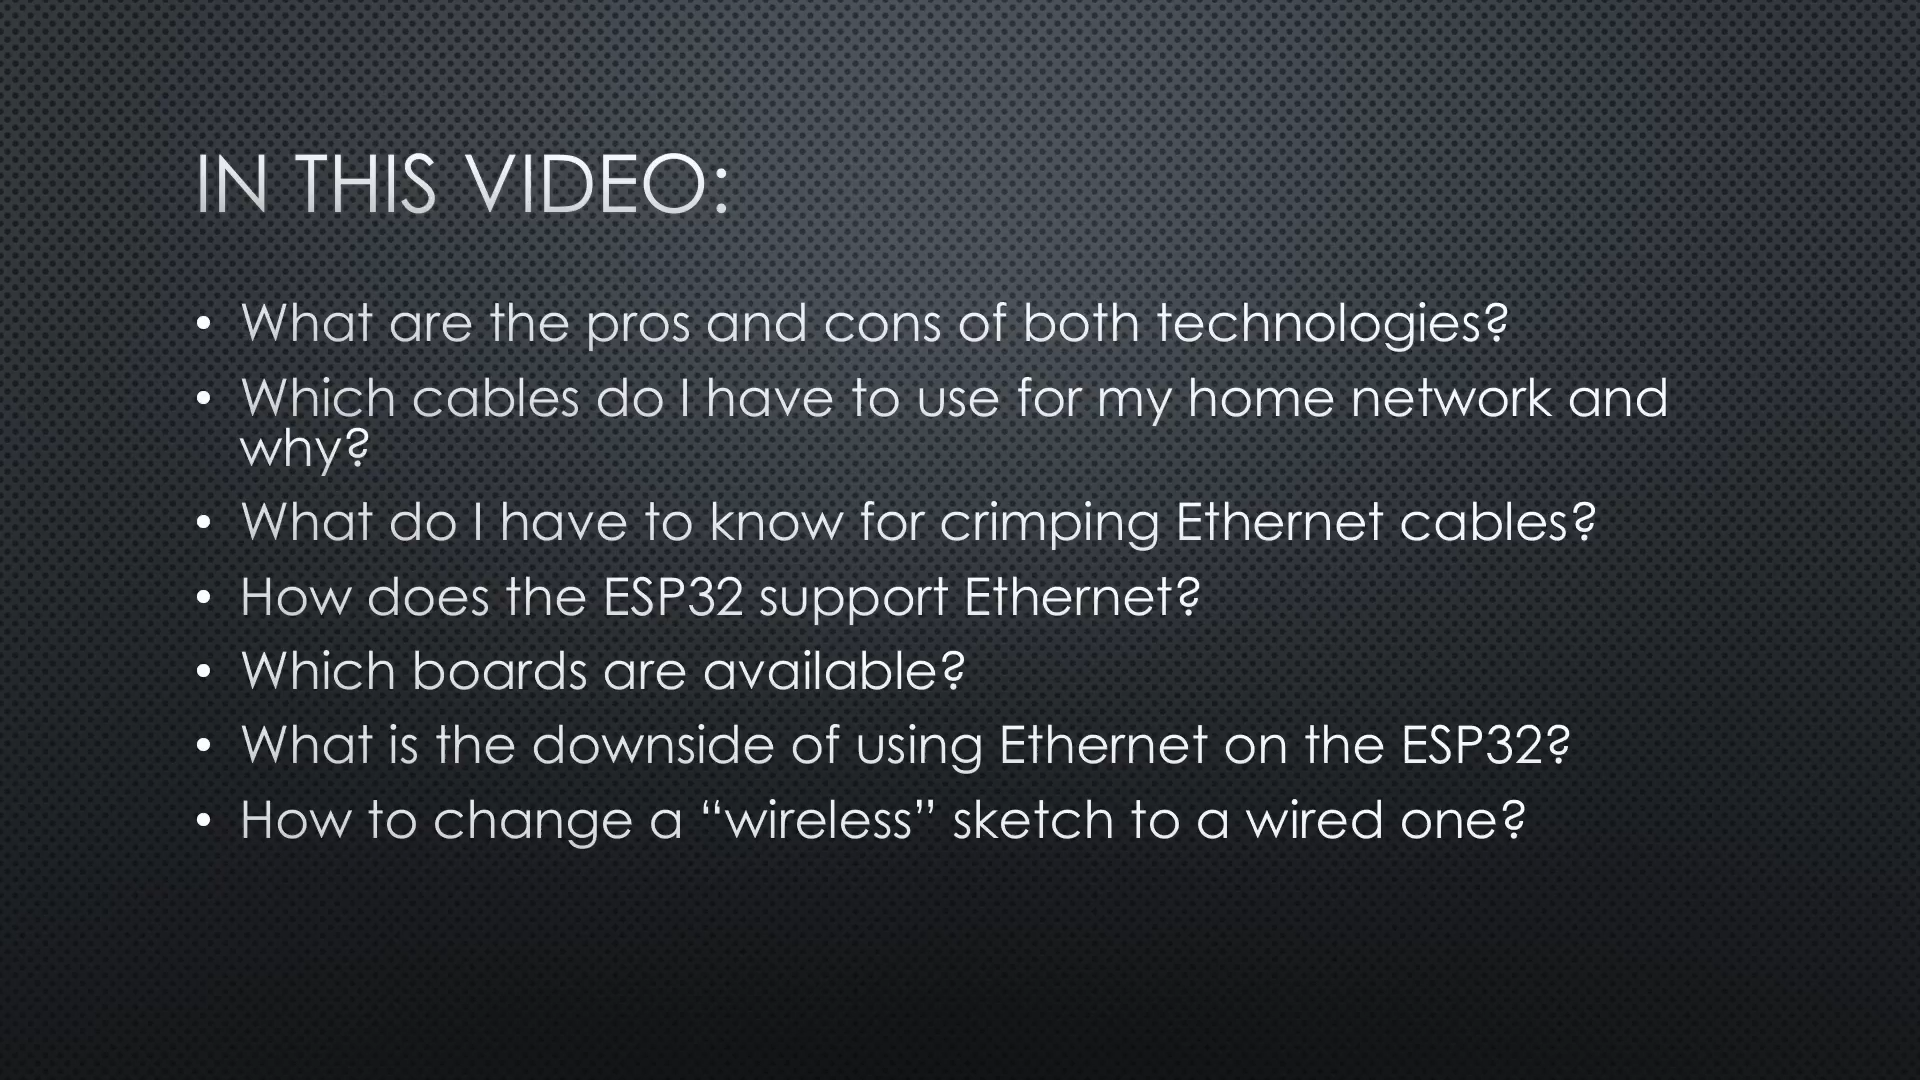 IN THIS VIDEO:
• What are the pros and cons of both technologies?
• Which cables do I have to use for my home network and
why?
• What do I have to know for crimping Ethernet cables?
• How does the ESP32 support Ethernet?
• Which boards are available?
• What is the downside of using Ethernet on the ESP32?
• How to change a “wireless” sketch to a wired one?